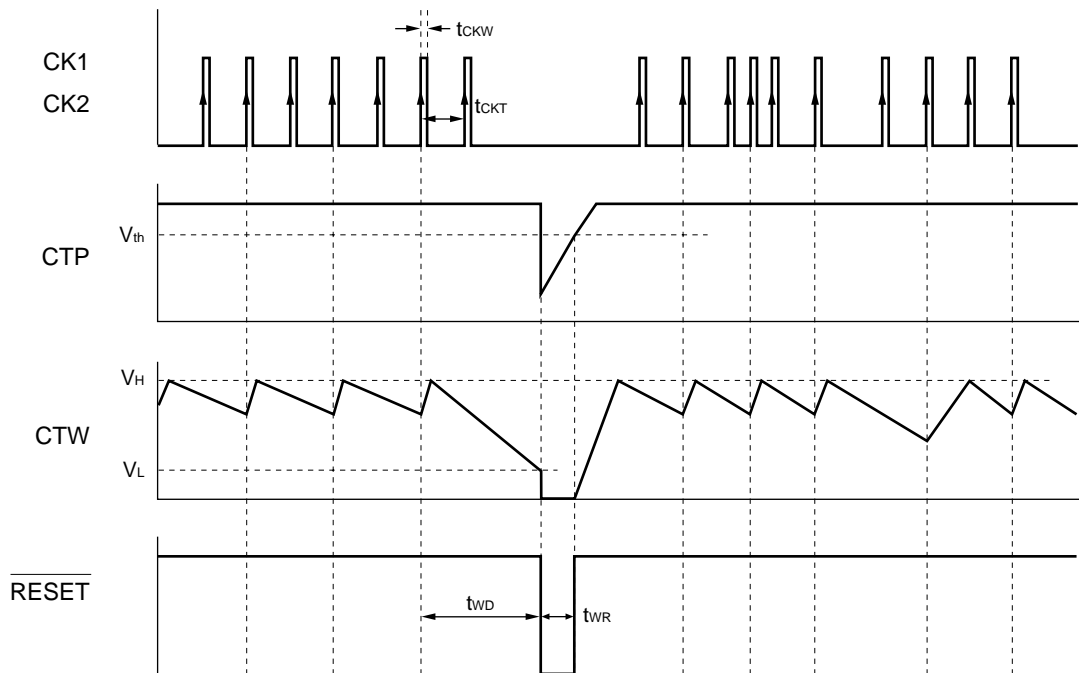 tCKW
CK1
CK2
tCKT
Vth
CTP
VH
CTW
VL
RESET
tWD
tWR